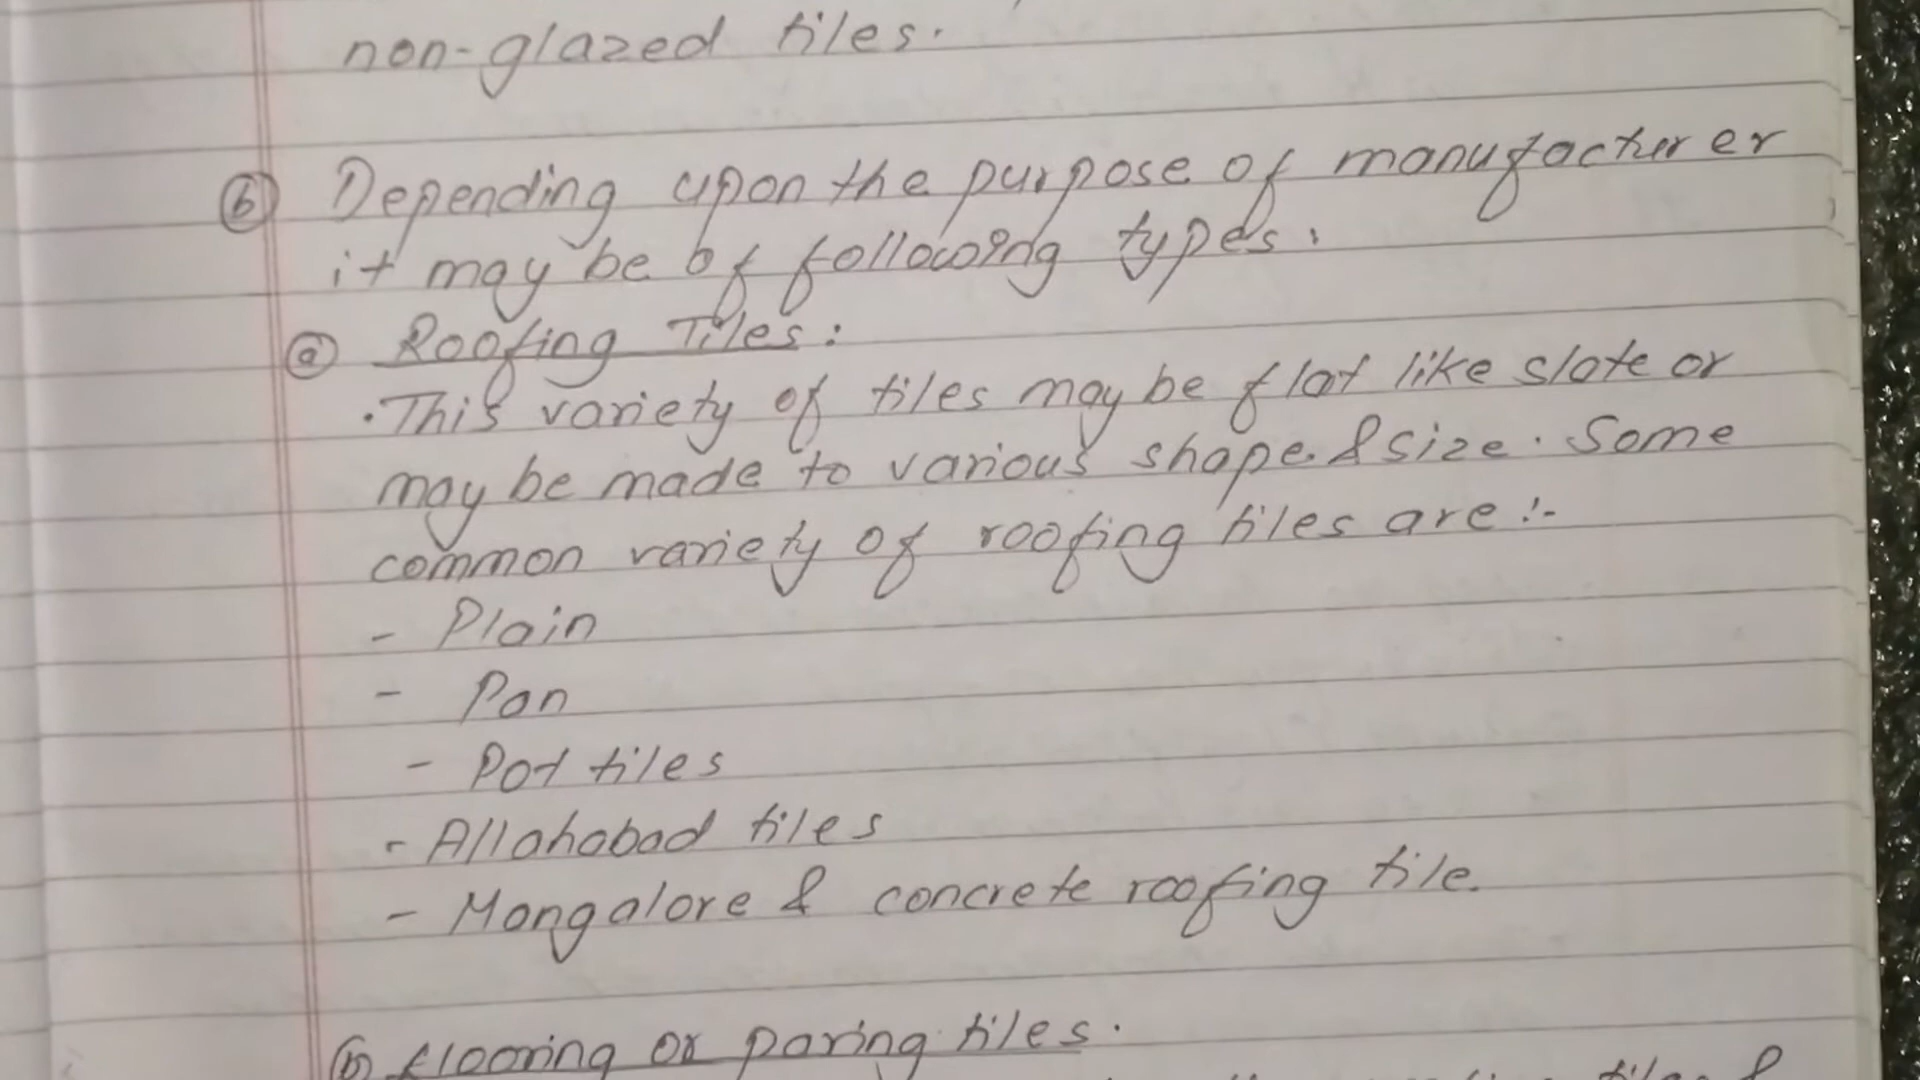 non-glazed tiles.
ⓑ Depending upon the purpose of manufacturer
it may be of following types.
ⓐ Roofing Tiles:
. This variety of tiles may be flat like slate or
may be made to various shape & size. Some
common variety of roofing tiles are :-
- Plain
- Pan
- Pot tiles
- Allahabad tiles
- Mangalore & concrete roofing tile.
ⓑ flooring or paving tiles.
tiles &